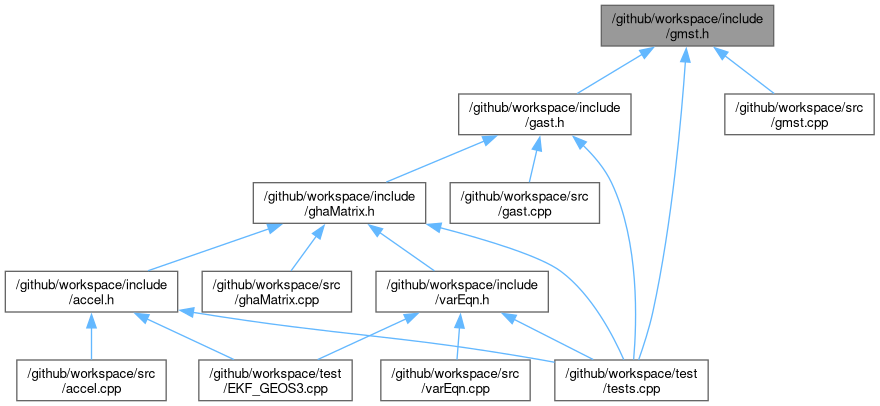 /github/workspace/include
/gmst.h
/github/workspace/include
/gast.h
/github/workspace/src
/gmst.cpp
/github/workspace/include
/ghaMatrix.h
/github/workspace/src
/gast.cpp
/github/workspace/include
/accel.h
/github/workspace/src
/ghaMatrix.cpp
/github/workspace/include
/varEqn.h
/github/workspace/src
/accel.cpp
/github/workspace/test
/EKF_GEOS3.cpp
/github/workspace/src
/varEqn.cpp
/github/workspace/test
/tests.cpp